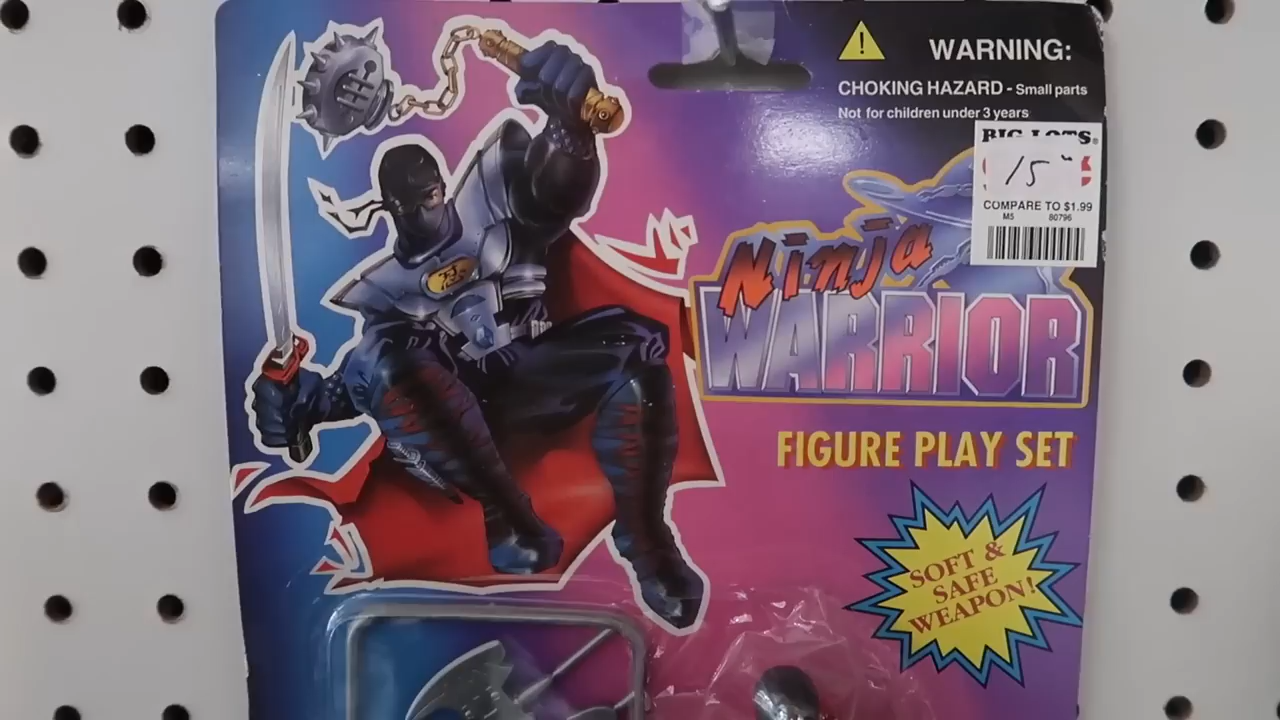 WARNING:
CHOKING HAZARD - Small parts
Not for children under 3 years
BIG LOTS®
15
COMPARE TO $1.99
M5 80796
Ninja
WARRIOR
FIGURE PLAY SET
SOFT &
SAFE
WEAPON!